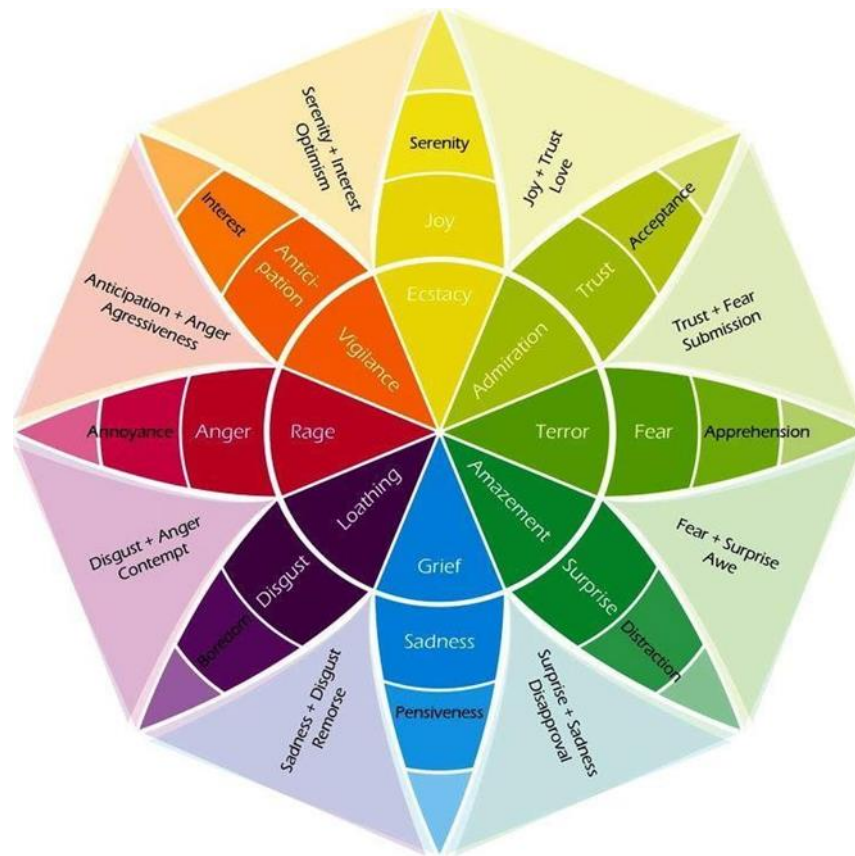 Serenity + Interest
Optimism
Serenity
Joy
Ecstacy
Joy + Trust
Love
Acceptance
Trust
Admiration
Trust + Fear
Submission
Terror
Fear
Apprehension
Fear + Surprise
Awe
Amazement
Surprise
Distraction
Surprise + Sadness
Disapproval
Grief
Sadness
Pensiveness
Sadness + Disgust
Remorse
Loathing
Disgust
Boredom
Disgust + Anger
Contempt
Annoyance
Anger
Rage
Anticipation + Anger
Agressiveness
Interest
Antici-
pation
Vigilance